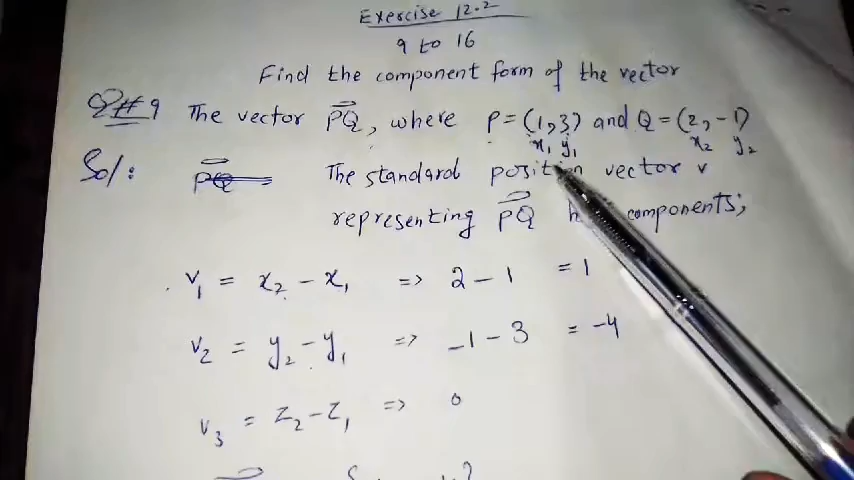 Exercise 12.2
9 to 16
Find the component form of the vector
Q#9 The vector PQ, where P = (1,3) and Q = (2, -1)
x₁ y₁ x₂ y₂
Sol: PQ The standard position vector v
representing PQ components;
v₁ = x₂ - x₁ => 2 - 1 = 1
v₂ = y₂ - y₁ => -1 - 3 = -4
v₃ = z₂ - z₁ => 0